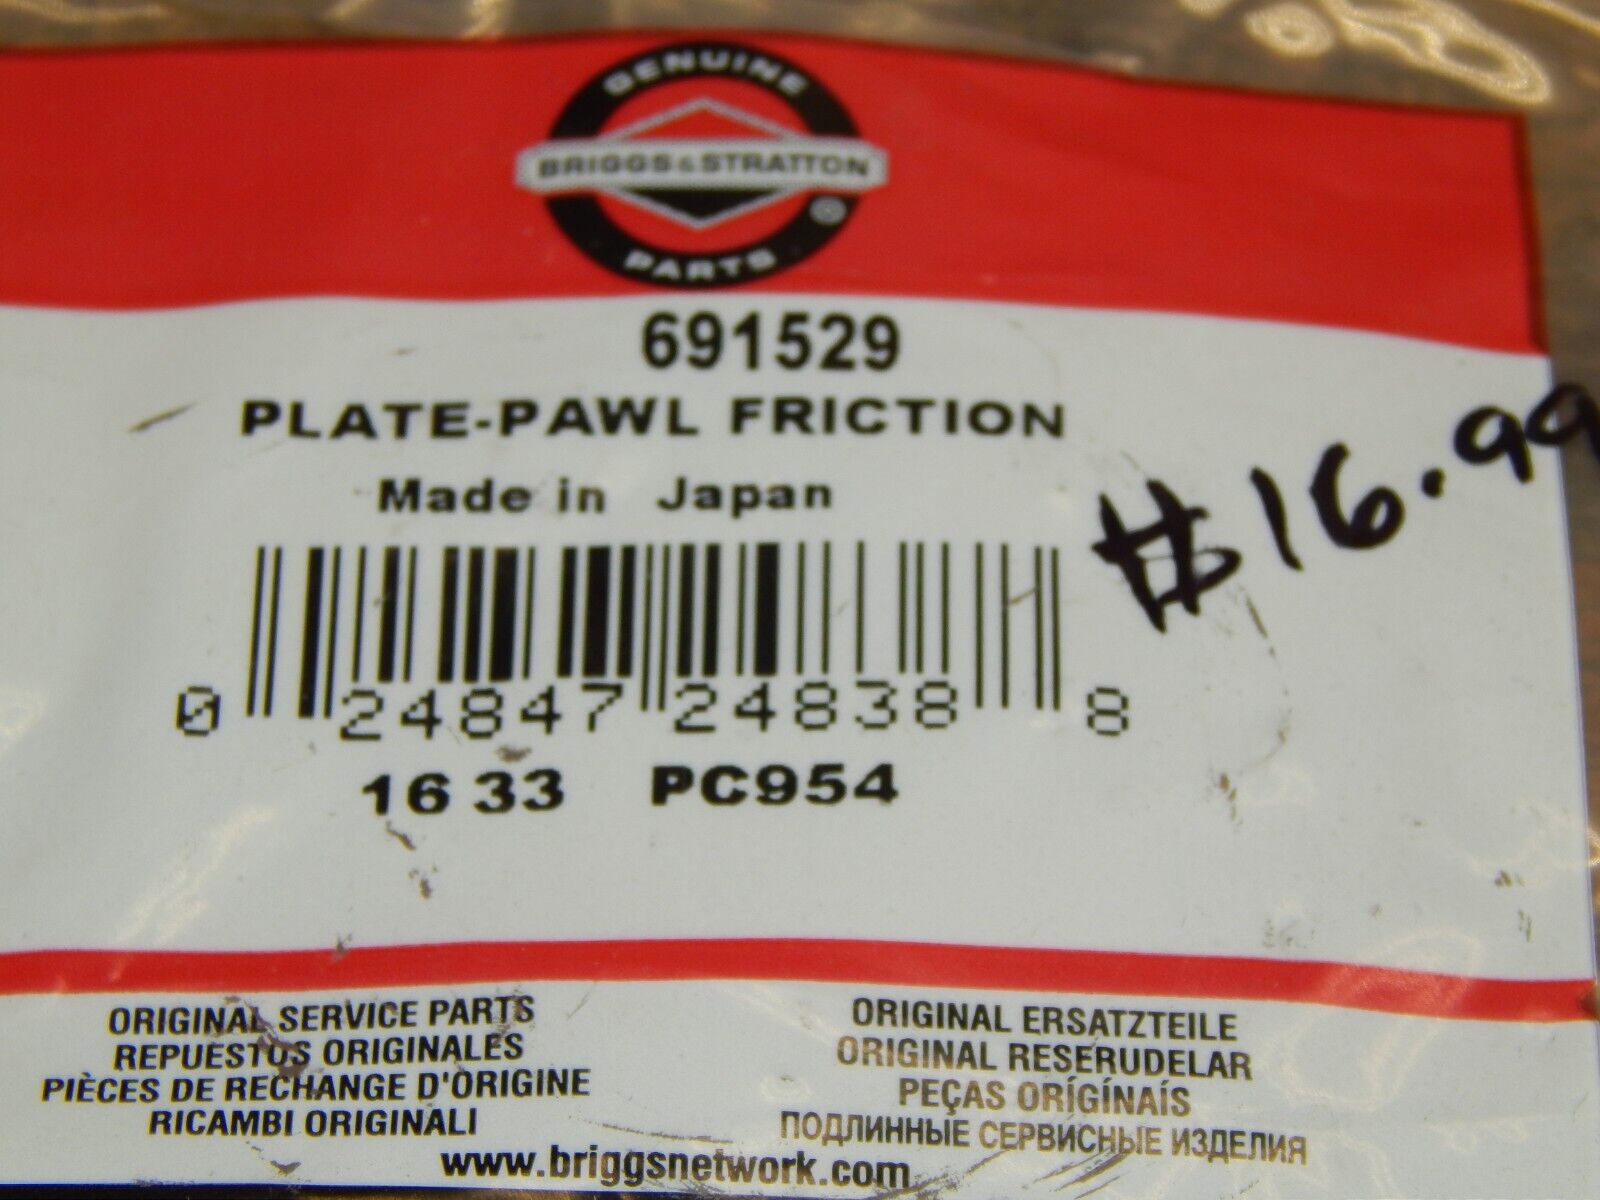 GENUINE
BRIGGS&STRATTON
®
PARTS
691529
PLATE-PAWL FRICTION
Made in Japan
$16.99
0 24847 24838 8
16 33 PC954
ORIGINAL SERVICE PARTS
REPUESTOS ORIGINALES
PIÈCES DE RECHANGE D'ORIGINE
RICAMBI ORIGINALI
ORIGINAL ERSATZTEILE
ORIGINAL RESERUDELAR
PEÇAS ORÍGÍNAÍS
ПОДЛИННЫЕ СЕРВИСНЫЕ ИЗДЕЛИЯ
www.briggsnetwork.com